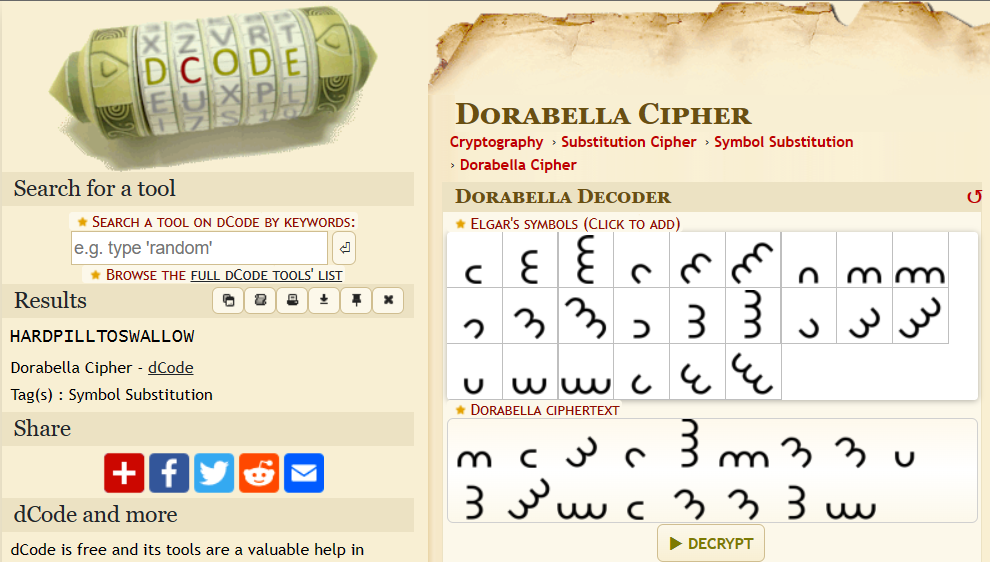 X Z V R T
D C O D E
E U X P L
Search for a tool
★ Search a tool on dCode by keywords:
e.g. type 'random'
★ Browse the full dCode tools' list
Results
HARDPILLTOSWALLOW
Dorabella Cipher - dCode
Tag(s) : Symbol Substitution
Share
dCode and more
dCode is free and its tools are a valuable help in
Dorabella Cipher
Cryptography › Substitution Cipher › Symbol Substitution
› Dorabella Cipher
Dorabella Decoder
★ Elgar's symbols (Click to add)
★ Dorabella ciphertext
▶ DECRYPT